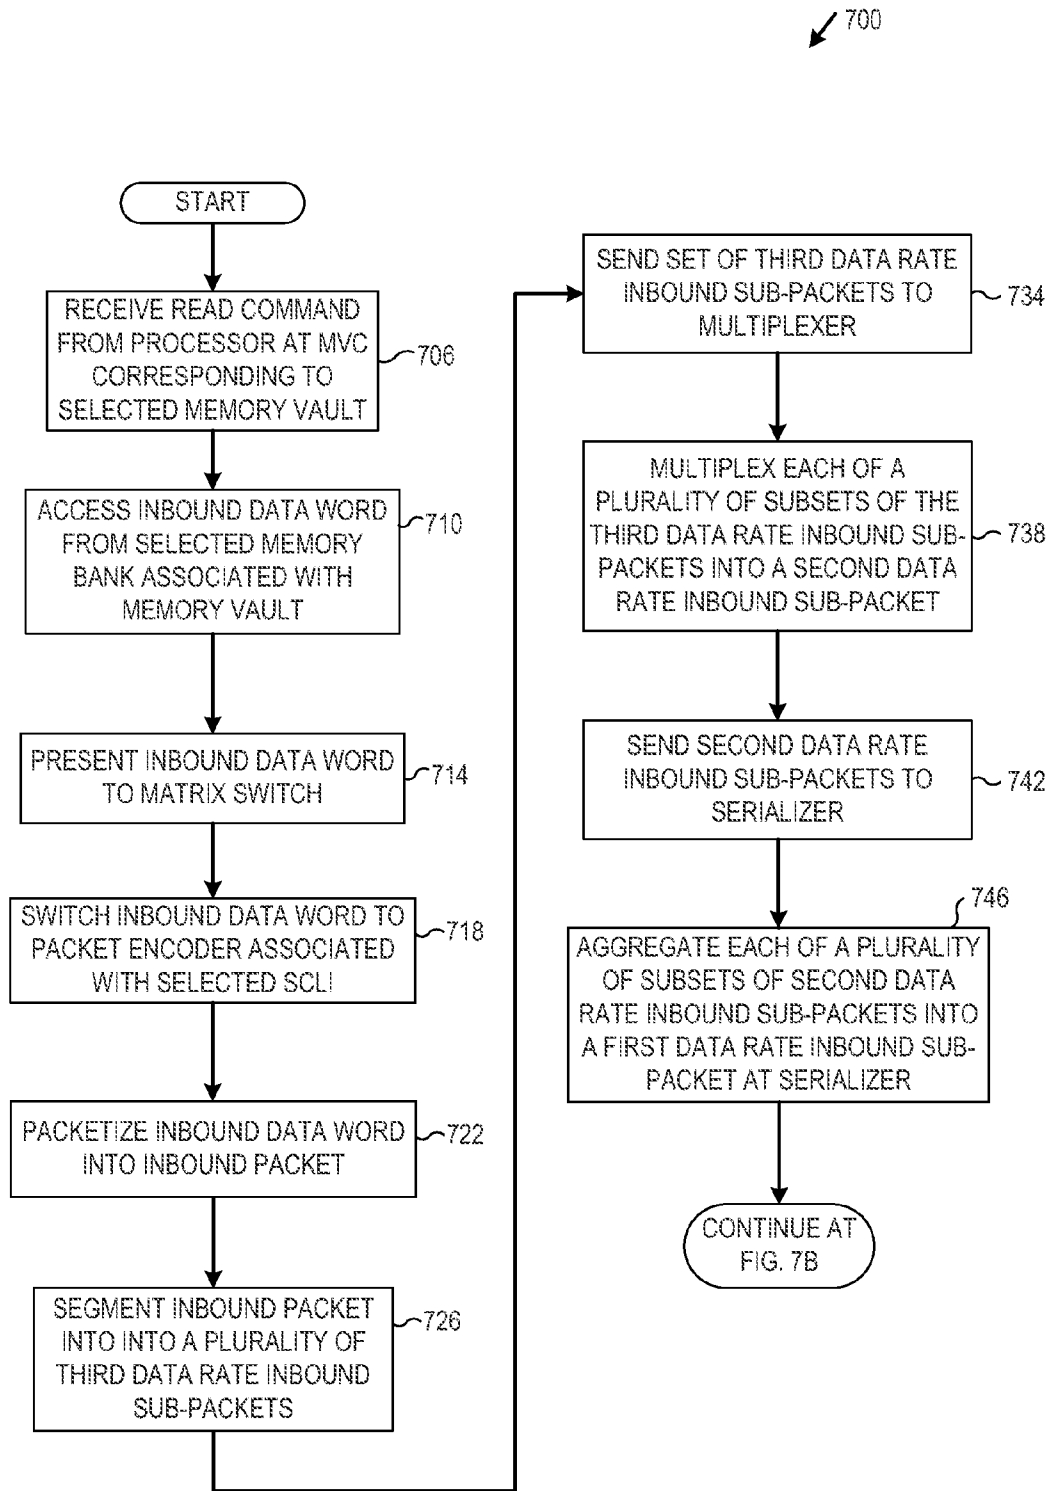 700
START
RECEIVE READ COMMAND
FROM PROCESSOR AT MVC
CORRESPONDING TO
SELECTED MEMORY VAULT
706
ACCESS INBOUND DATA WORD
FROM SELECTED MEMORY
BANK ASSOCIATED WITH
MEMORY VAULT
710
PRESENT INBOUND DATA WORD
TO MATRIX SWITCH
714
SWITCH INBOUND DATA WORD TO
PACKET ENCODER ASSOCIATED
WITH SELECTED SCLI
718
PACKETIZE INBOUND DATA WORD
INTO INBOUND PACKET
722
SEGMENT INBOUND PACKET
INTO INTO A PLURALITY OF
THIRD DATA RATE INBOUND
SUB-PACKETS
726
SEND SET OF THIRD DATA RATE
INBOUND SUB-PACKETS TO
MULTIPLEXER
734
MULTIPLEX EACH OF A
PLURALITY OF SUBSETS OF THE
THIRD DATA RATE INBOUND SUB-
PACKETS INTO A SECOND DATA
RATE INBOUND SUB-PACKET
738
SEND SECOND DATA RATE
INBOUND SUB-PACKETS TO
SERIALIZER
742
746
AGGREGATE EACH OF A PLURALITY
OF SUBSETS OF SECOND DATA
RATE INBOUND SUB-PACKETS INTO
A FIRST DATA RATE INBOUND SUB-
PACKET AT SERIALIZER
CONTINUE AT
FIG. 7B